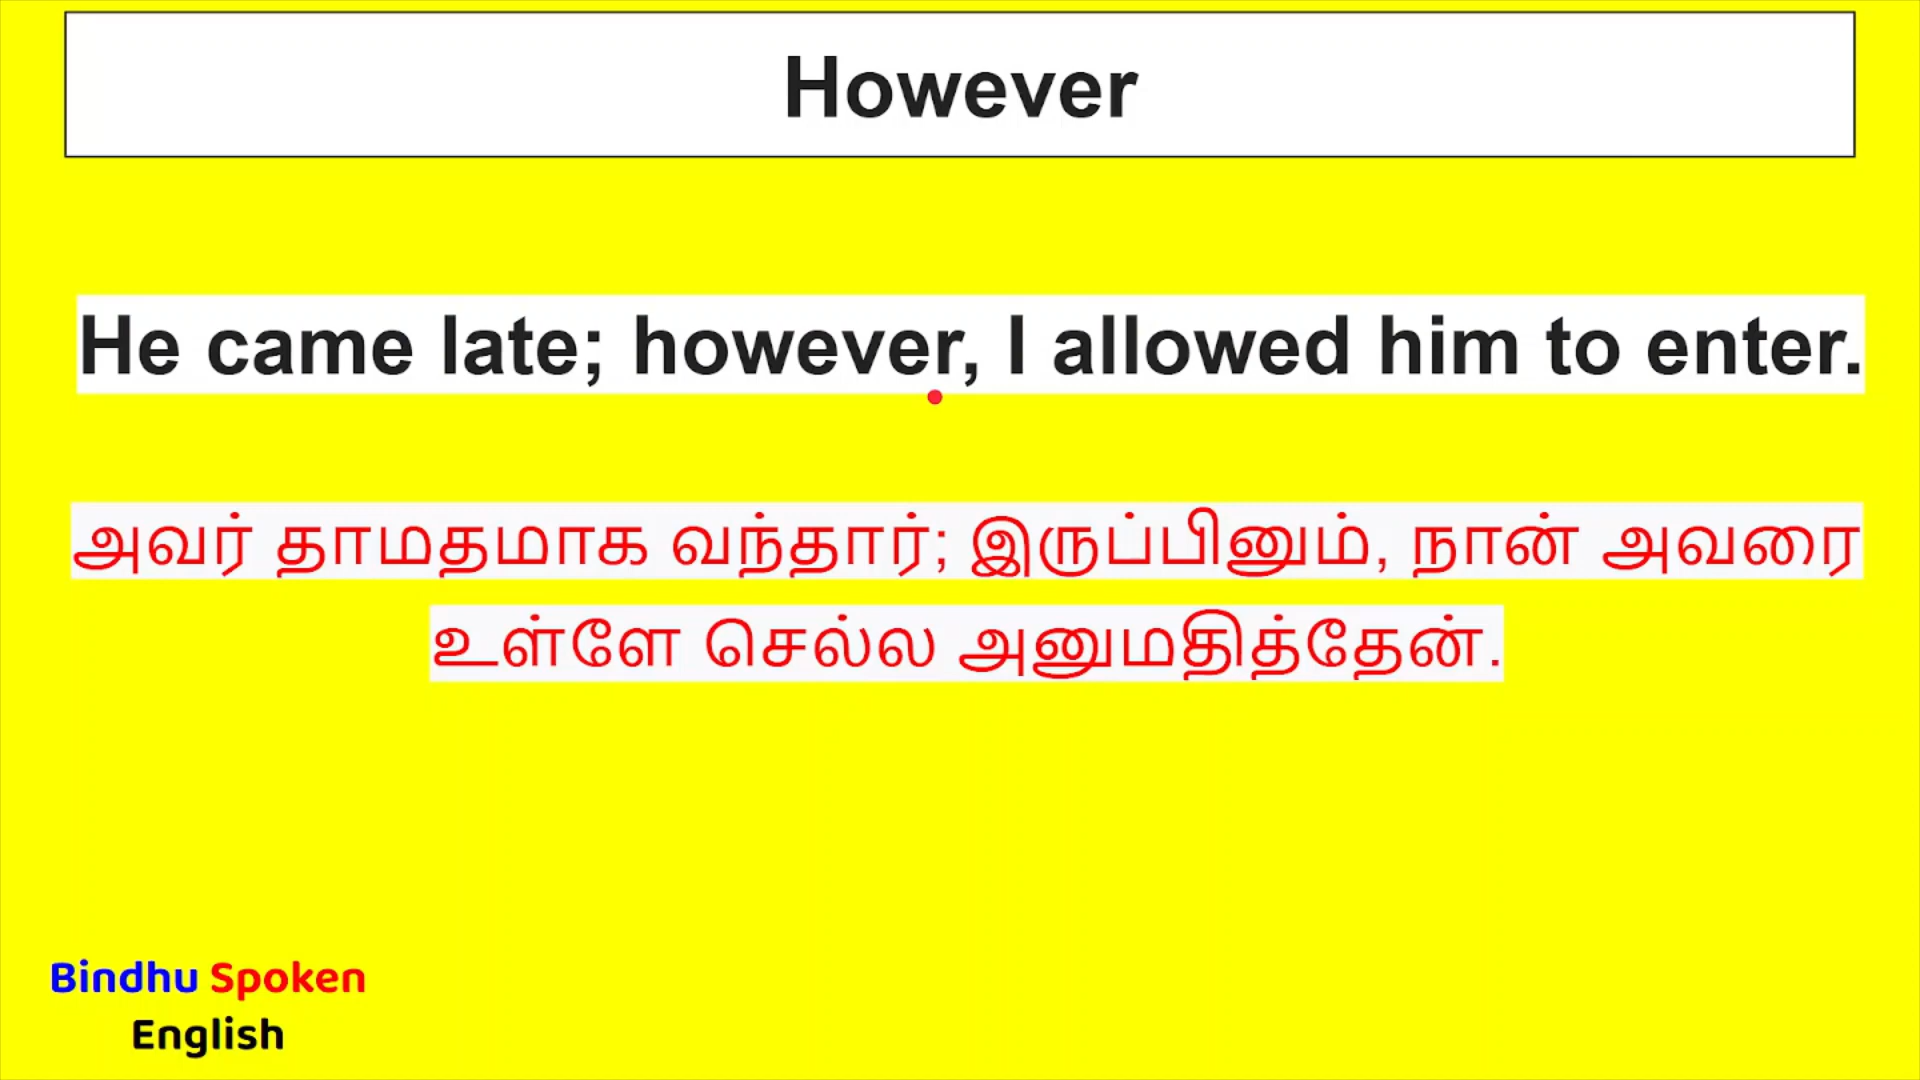 However
He came late; however, I allowed him to enter.
அவர் தாமதமாக வந்தார்; இருப்பினும், நான் அவரை
உள்ளே செல்ல அனுமதித்தேன்.
Bindhu Spoken
English